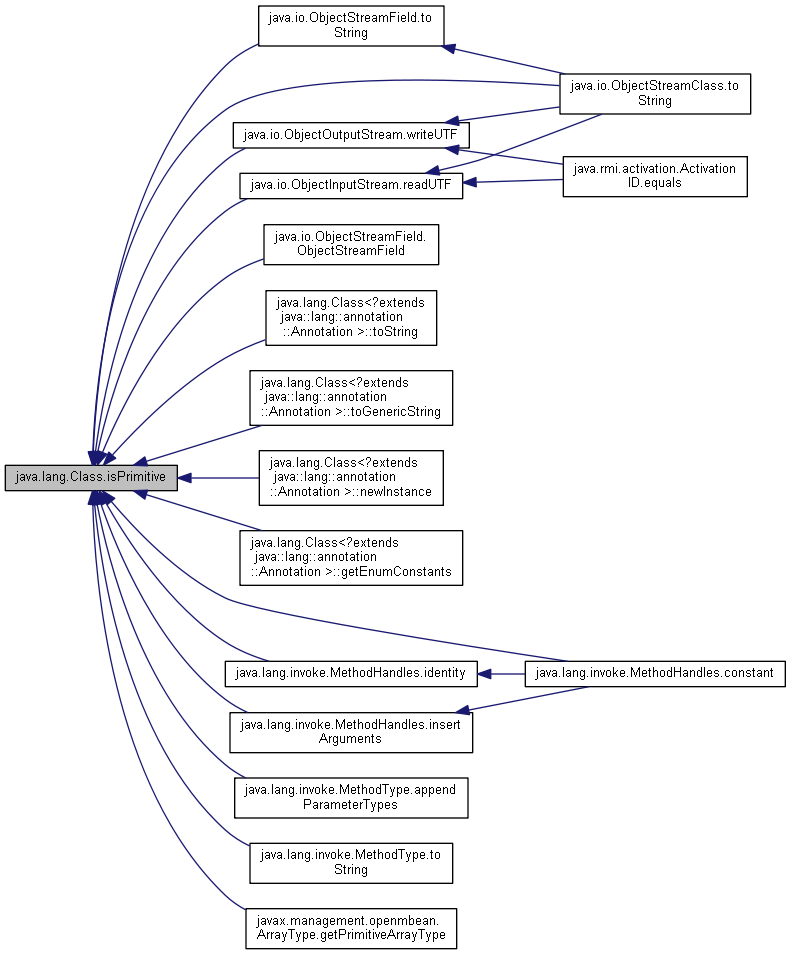 java.io.ObjectStreamField.to
String
java.io.ObjectStreamClass.to
String
java.io.ObjectOutputStream.writeUTF
java.rmi.activation.Activation
ID.equals
java.io.ObjectInputStream.readUTF
java.io.ObjectStreamField.
ObjectStreamField
java.lang.Class<?extends
java::lang::annotation
::Annotation >::toString
java.lang.Class<?extends
java::lang::annotation
::Annotation >::toGenericString
java.lang.Class.isPrimitive
java.lang.Class<?extends
java::lang::annotation
::Annotation >::newInstance
java.lang.Class<?extends
java::lang::annotation
::Annotation >::getEnumConstants
java.lang.invoke.MethodHandles.identity
java.lang.invoke.MethodHandles.constant
java.lang.invoke.MethodHandles.insert
Arguments
java.lang.invoke.MethodType.append
ParameterTypes
java.lang.invoke.MethodType.to
String
javax.management.openmbean.
ArrayType.getPrimitiveArrayType